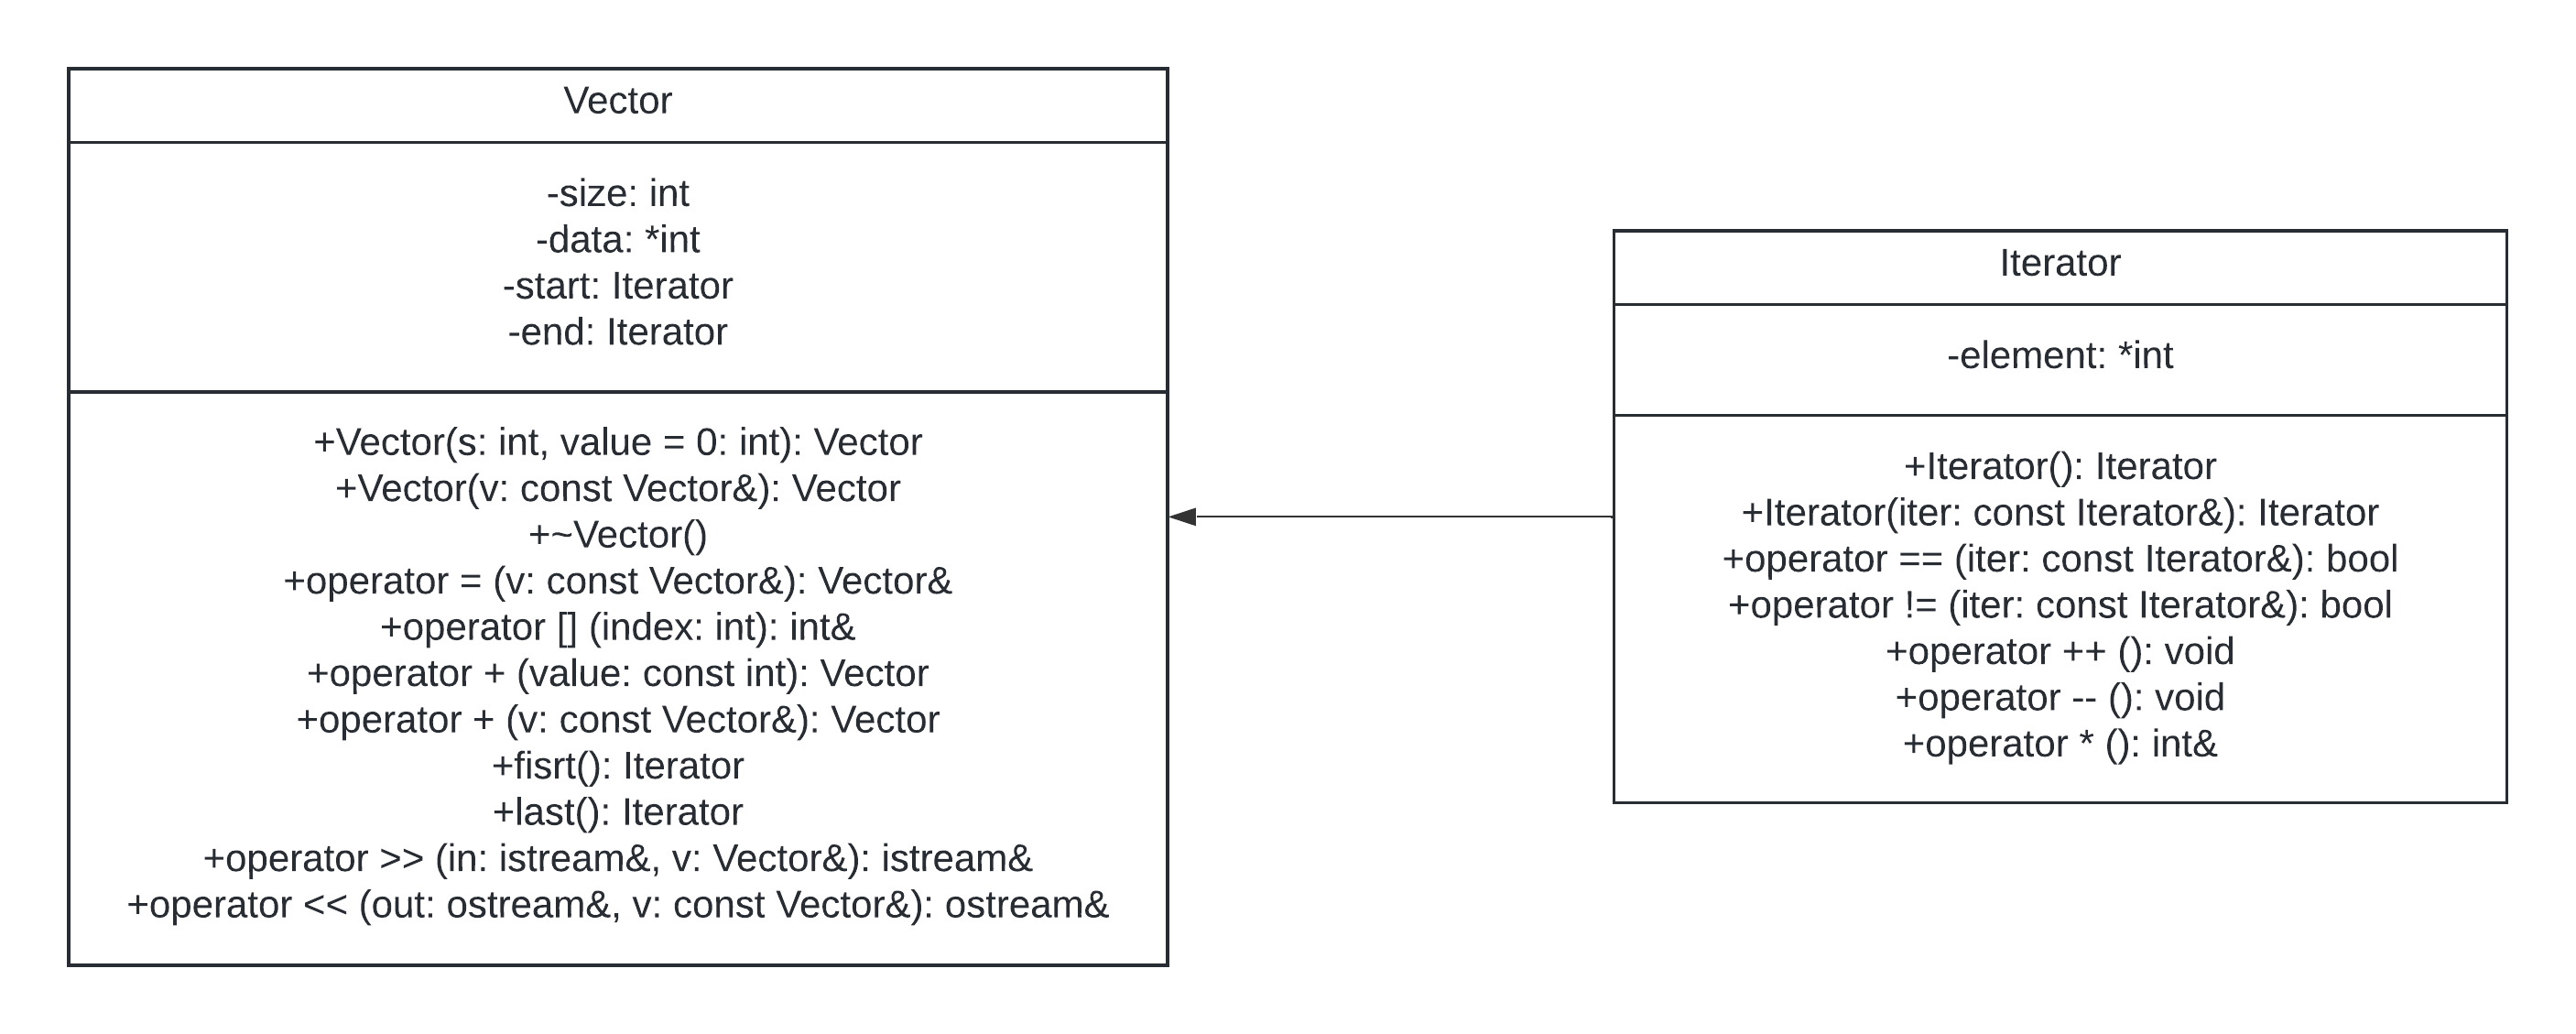 Vector
-size: int
-data: *int
-start: Iterator
-end: Iterator
+Vector(s: int, value = 0: int): Vector
+Vector(v: const Vector&): Vector
+~Vector()
+operator = (v: const Vector&): Vector&
+operator [] (index: int): int&
+operator + (value: const int): Vector
+operator + (v: const Vector&): Vector
+fisrt(): Iterator
+last(): Iterator
+operator >> (in: istream&, v: Vector&): istream&
+operator << (out: ostream&, v: const Vector&): ostream&
Iterator
-element: *int
+Iterator(): Iterator
+Iterator(iter: const Iterator&): Iterator
+operator == (iter: const Iterator&): bool
+operator != (iter: const Iterator&): bool
+operator ++ (): void
+operator -- (): void
+operator * (): int&